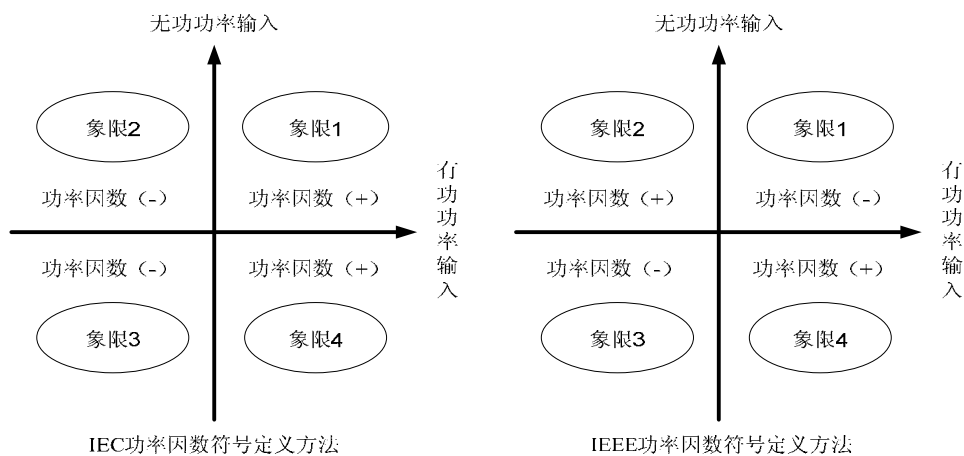 无功功率输入
象限2
象限1
功率因数（-）
功率因数（+）
有功功率输入
功率因数（-）
功率因数（+）
象限3
象限4
IEC功率因数符号定义方法
无功功率输入
象限2
象限1
功率因数（+）
功率因数（-）
有功功率输入
功率因数（-）
功率因数（+）
象限3
象限4
IEEE功率因数符号定义方法